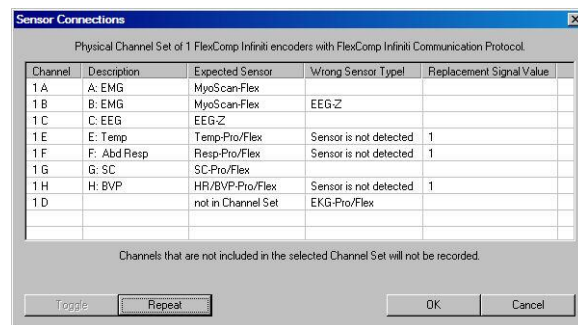 Sensor Connections
Physical Channel Set of 1 FlexComp Infiniti encoders with FlexComp Infiniti Communication Protocol.
Channel Description Expected Sensor Wrong Sensor Type! Replacement Signal Value
1 A A: EMG MyoScan-Flex
1 B B: EMG MyoScan-Flex EEG-Z
1 C C: EEG EEG-Z
1 E E: Temp Temp-Pro/Flex Sensor is not detected 1
1 F F: Abd Resp Resp-Pro/Flex Sensor is not detected 1
1 G G: SC SC-Pro/Flex
1 H H: BVP HR/BVP-Pro/Flex Sensor is not detected 1
1 D not in Channel Set EKG-Pro/Flex
Channels that are not included in the selected Channel Set will not be recorded.
Toggle Repeat OK Cancel